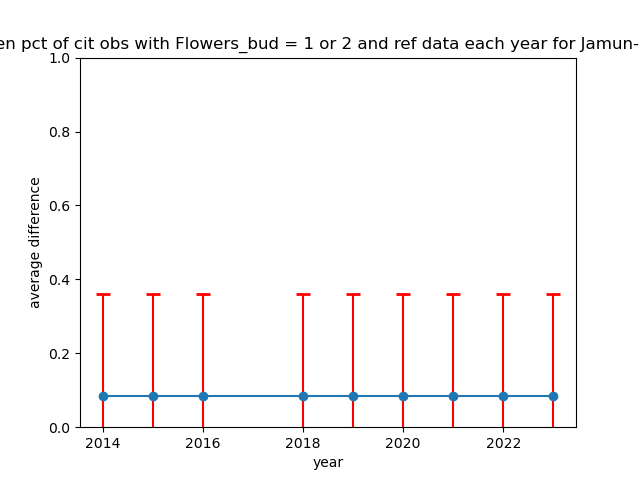 en pct of cit obs with Flowers_bud = 1 or 2 and ref data each year for Jamun-
1.0
0.8
0.6
0.4
0.2
0.0
average difference
2014 2016 2018 2020 2022
year